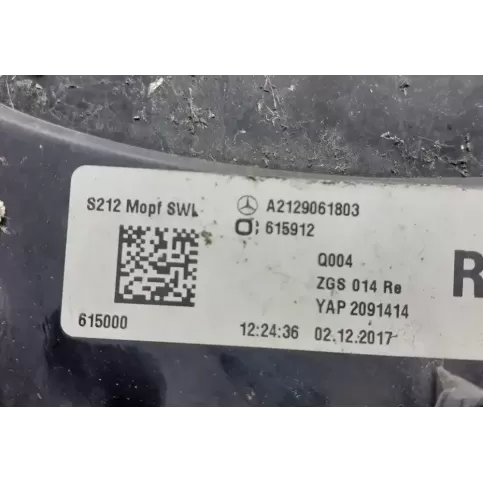 S212 Mopf SWL A2129061803
615912
Q004
ZGS 014 Re
YAP 2091414
615000 12:24:36 02.12.2017
R